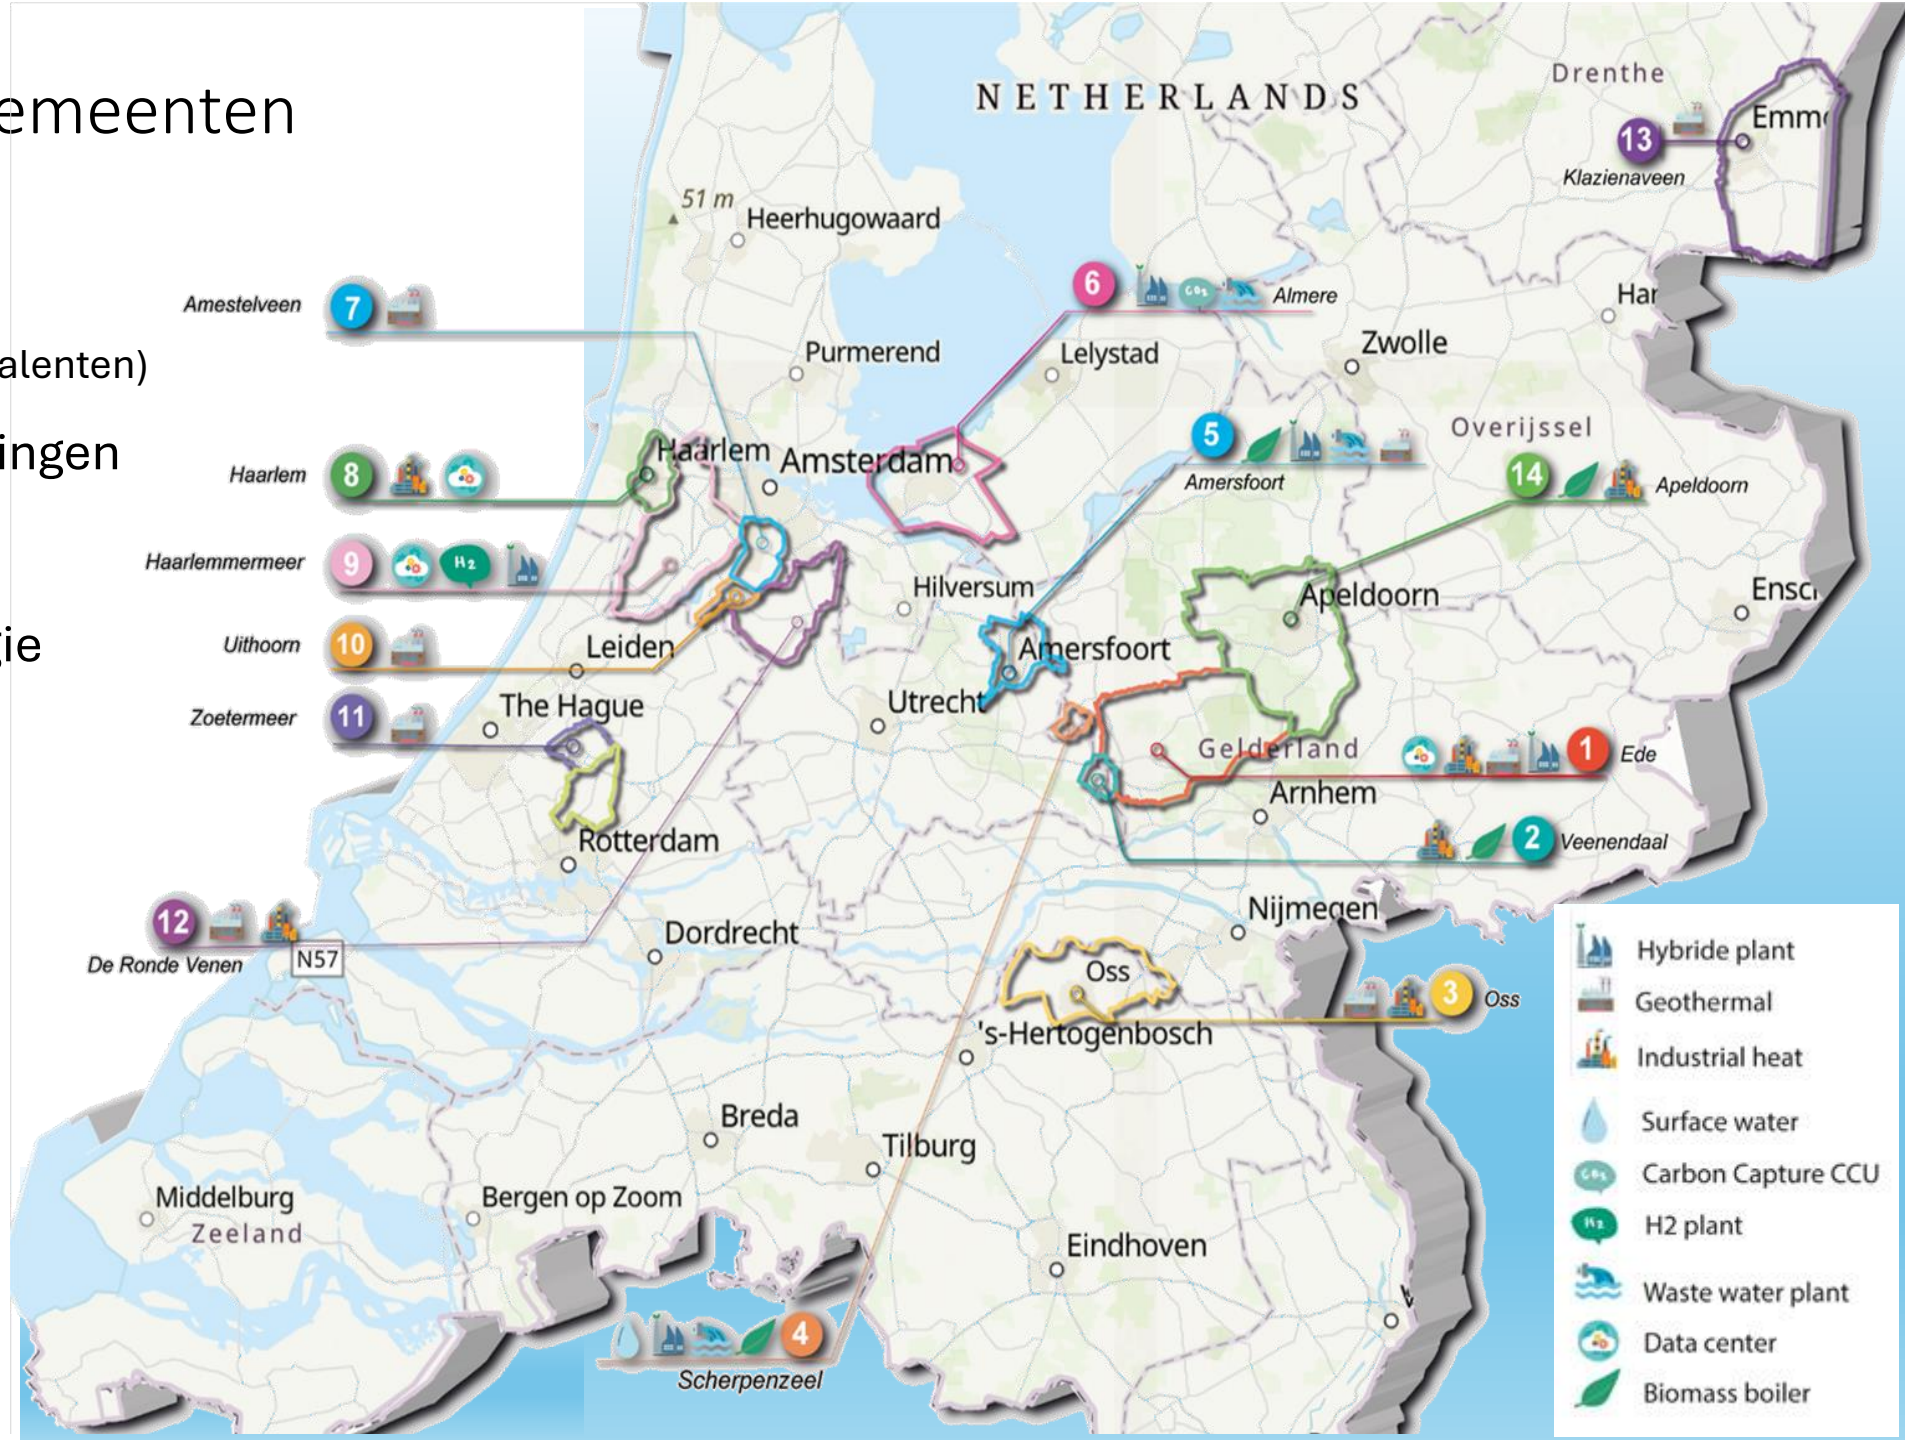 emeenten
alenten)
ingen
gie
NETHERLANDS
Drenthe
Emm
13
Klazienaveen
51 m
Heerhugowaard
Amestelveen
7
6
CO2
Almere
Har
Purmerend
Lelystad
Zwolle
Haarlem
8
Haarlem
Amsterdam
5
Amersfoort
Overijssel
14
Apeldoorn
Haarlemmermeer
9
H2
Hilversum
Apeldoorn
Ensc
Uithoorn
10
Leiden
Amersfoort
Zoetermeer
11
The Hague
Utrecht
Gelderland
1
Ede
Arnhem
Rotterdam
2
Veenendaal
12
De Ronde Venen
N57
Dordrecht
Nijmegen
Oss
3
Oss
's-Hertogenbosch
Breda
Tilburg
Middelburg
Zeeland
Bergen op Zoom
Eindhoven
4
Scherpenzeel
Hybride plant
Geothermal
Industrial heat
Surface water
CO2
Carbon Capture CCU
H2
H2 plant
Waste water plant
Data center
Biomass boiler